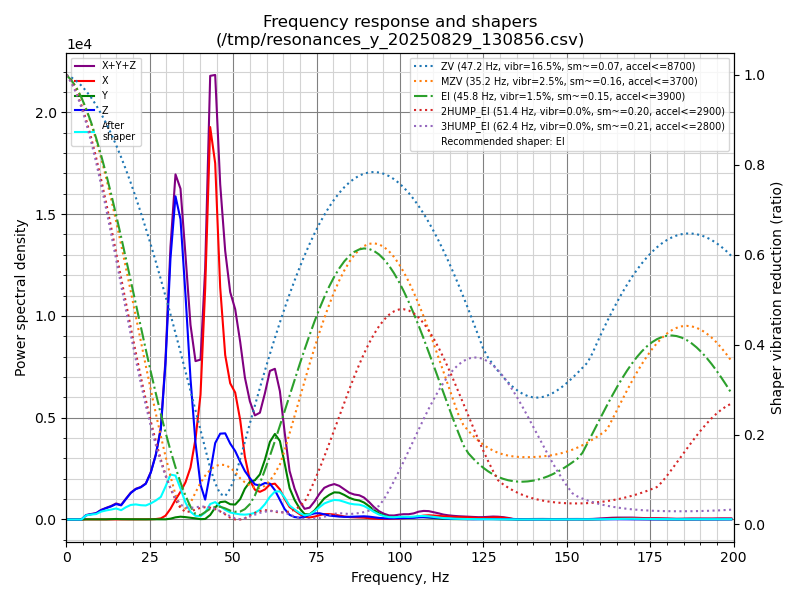 Frequency response and shapers
(/tmp/resonances_y_20250829_130856.csv)
1e4
X+Y+Z
X
Y
Z
After
shaper
ZV (47.2 Hz, vibr=16.5%, sm~=0.07, accel<=8700)
MZV (35.2 Hz, vibr=2.5%, sm~=0.16, accel<=3700)
EI (45.8 Hz, vibr=1.5%, sm~=0.15, accel<=3900)
2HUMP_EI (51.4 Hz, vibr=0.0%, sm~=0.20, accel<=2900)
3HUMP_EI (62.4 Hz, vibr=0.0%, sm~=0.21, accel<=2800)
Recommended shaper: EI
Power spectral density
2.0
1.5
1.0
0.5
0.0
1.0
0.8
0.6
0.4
0.2
0.0
Shaper vibration reduction (ratio)
0 25 50 75 100 125 150 175 200
Frequency, Hz